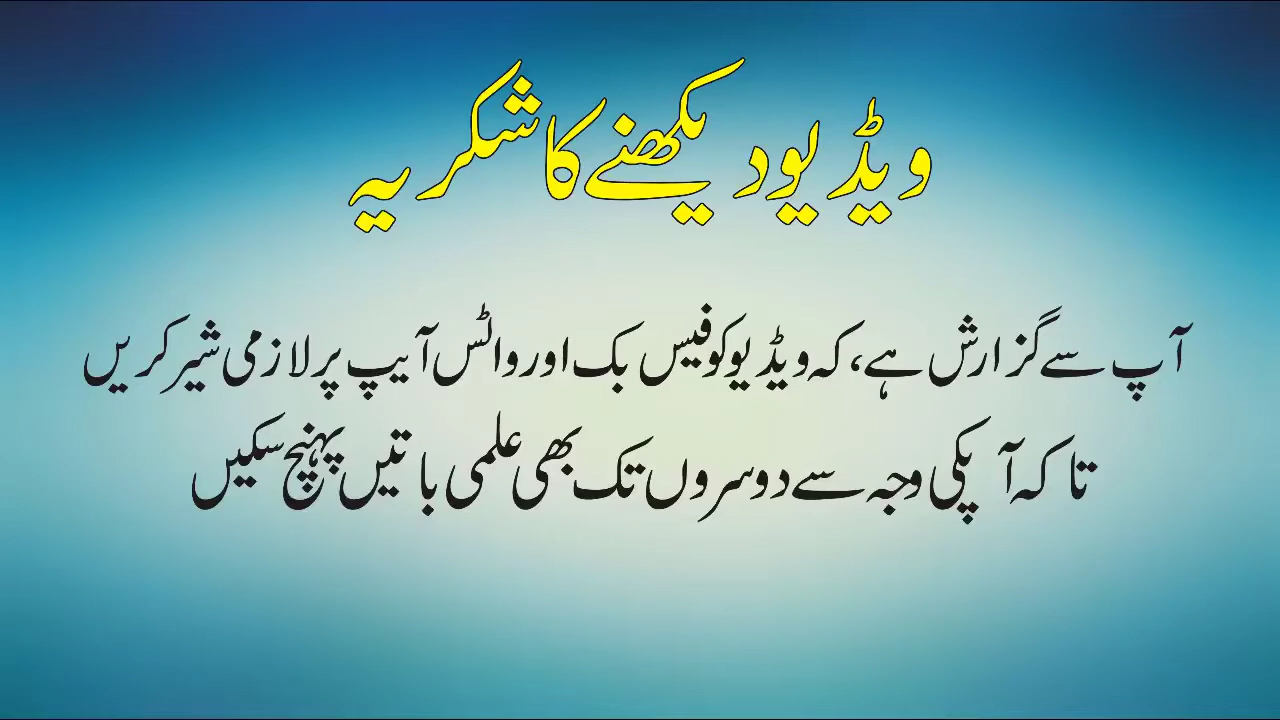 ویڈیو دیکھنے کا شکریہ
آپ سے گزارش ہے، کہ ویڈیو کو فیس بک اور واٹس آیپ پر لازمی شیر کریں
تاکہ آپکی وجہ سے دوسروں تک بھی علمی باتیں پہنچ سکیں